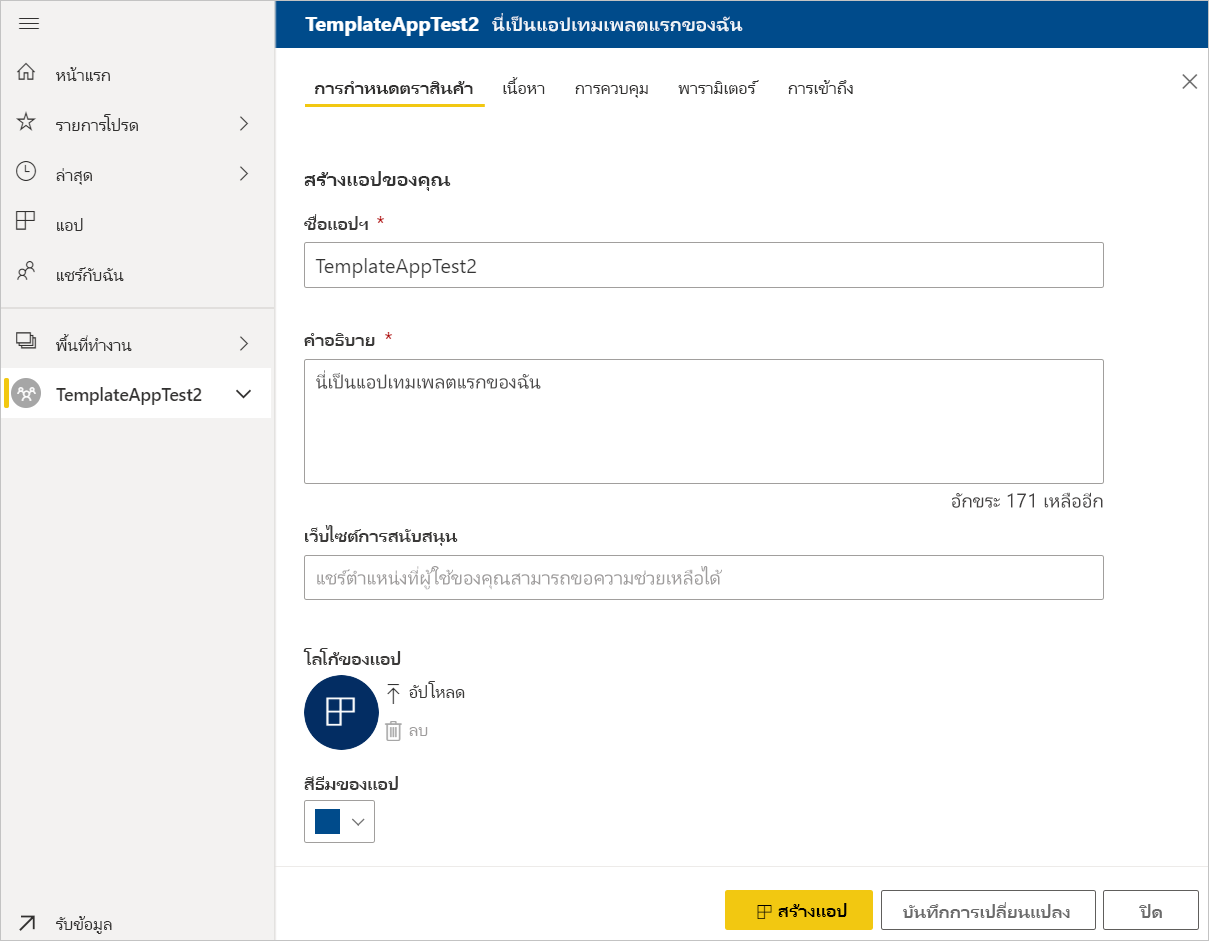 TemplateAppTest2 นี่เป็นแอปเทมเพลตแรกของฉัน
หน้าแรก
รายการโปรด
ล่าสุด
แอป
แชร์กับฉัน
พื้นที่ทำงาน
TemplateAppTest2
รับข้อมูล
การกำหนดตราสินค้า เนื้อหา การควบคุม พารามิเตอร์ การเข้าถึง
สร้างแอปของคุณ
ชื่อแอปฯ *
TemplateAppTest2
คำอธิบาย *
นี่เป็นแอปเทมเพลตแรกของฉัน
อักขระ 171 เหลืออีก
เว็บไซต์การสนับสนุน
แชร์ตำแหน่งที่ผู้ใช้ของคุณสามารถขอความช่วยเหลือได้
โลโก้ของแอป
อัปโหลด
ลบ
สีธีมของแอป
สร้างแอป บันทึกการเปลี่ยนแปลง ปิด